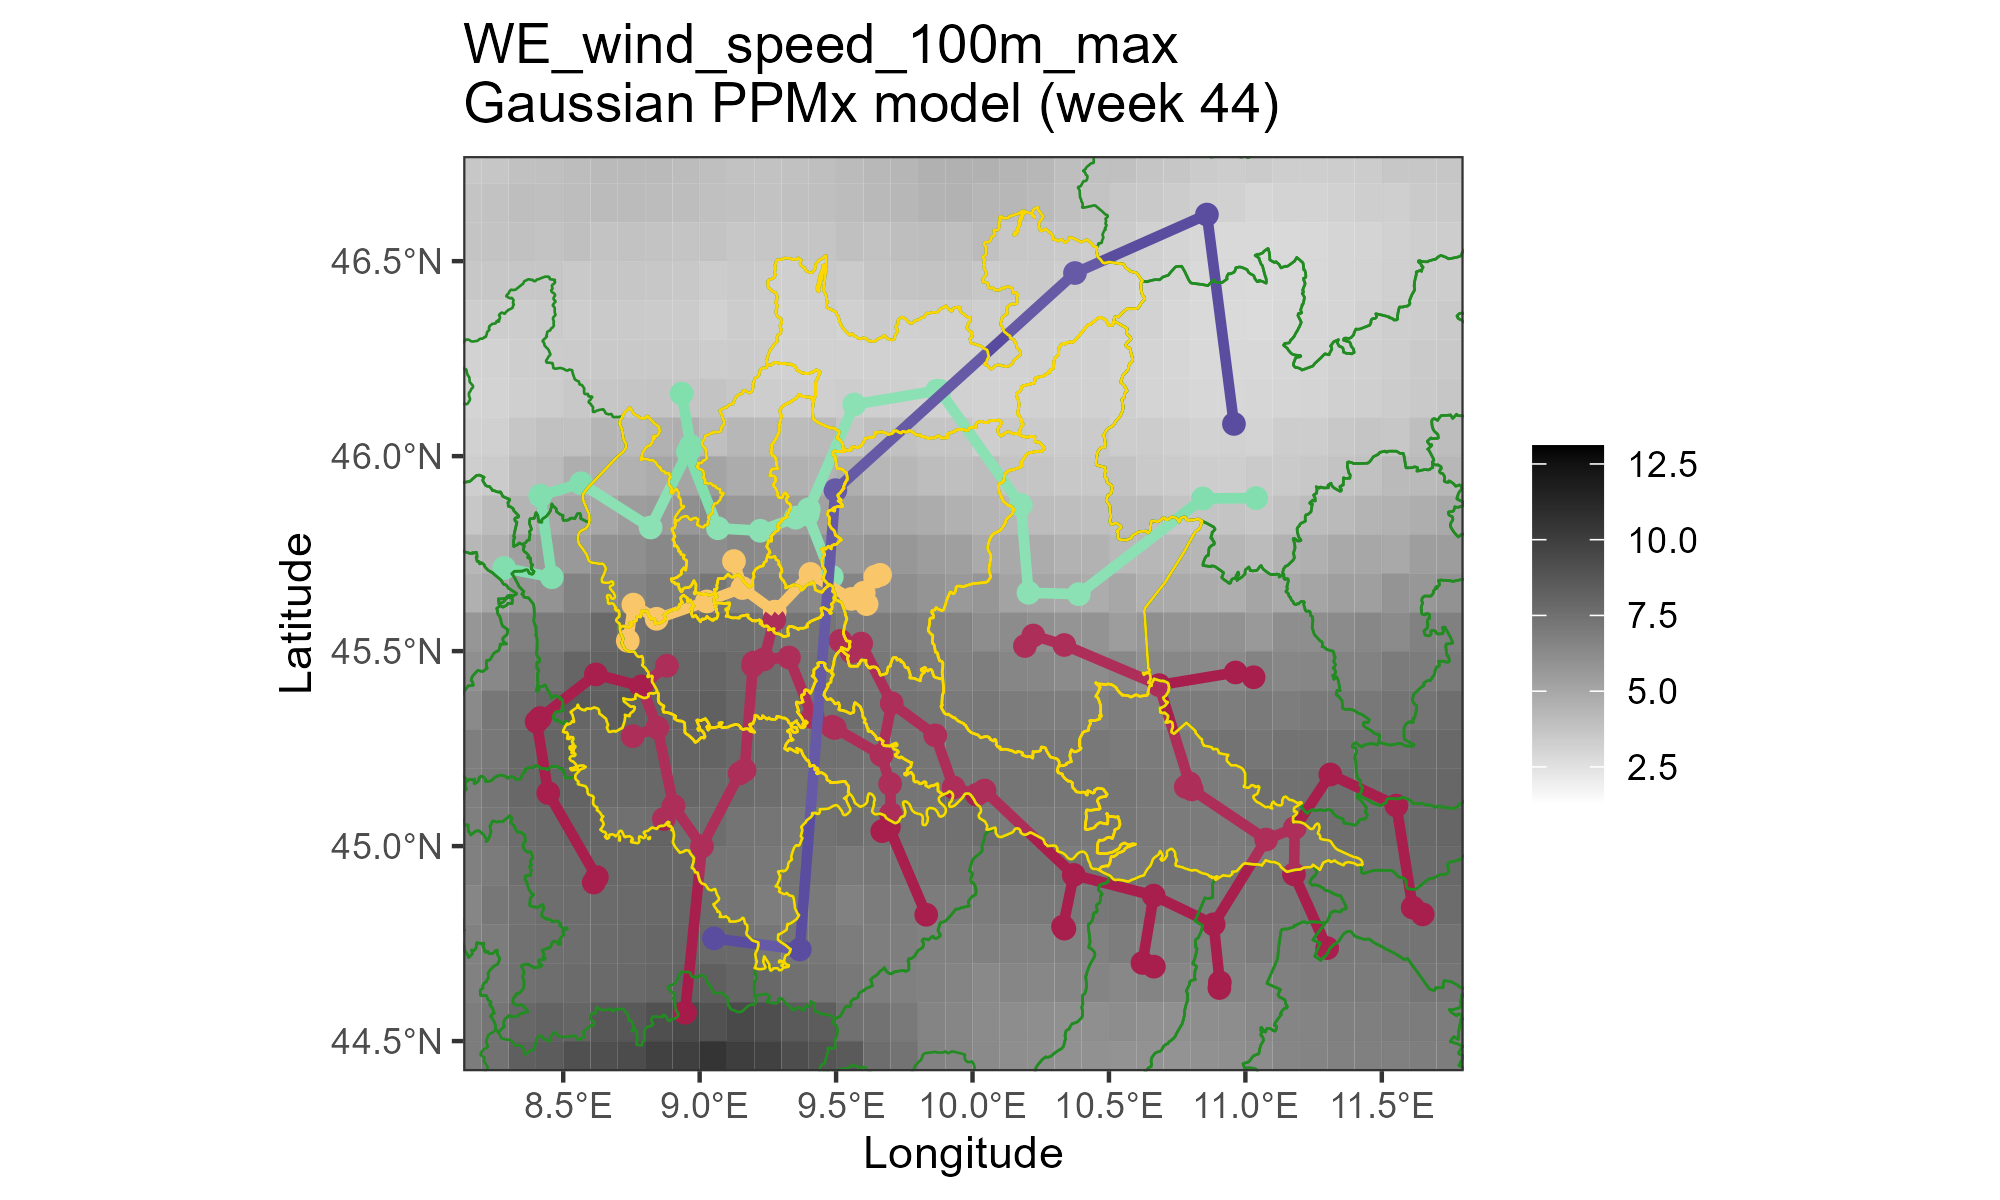 WE_wind_speed_100m_max
Gaussian PPMx model (week 44)
Latitude
46.5°N
46.0°N
45.5°N
45.0°N
44.5°N
8.5°E 9.0°E 9.5°E 10.0°E 10.5°E 11.0°E 11.5°E
Longitude
12.5
10.0
7.5
5.0
2.5